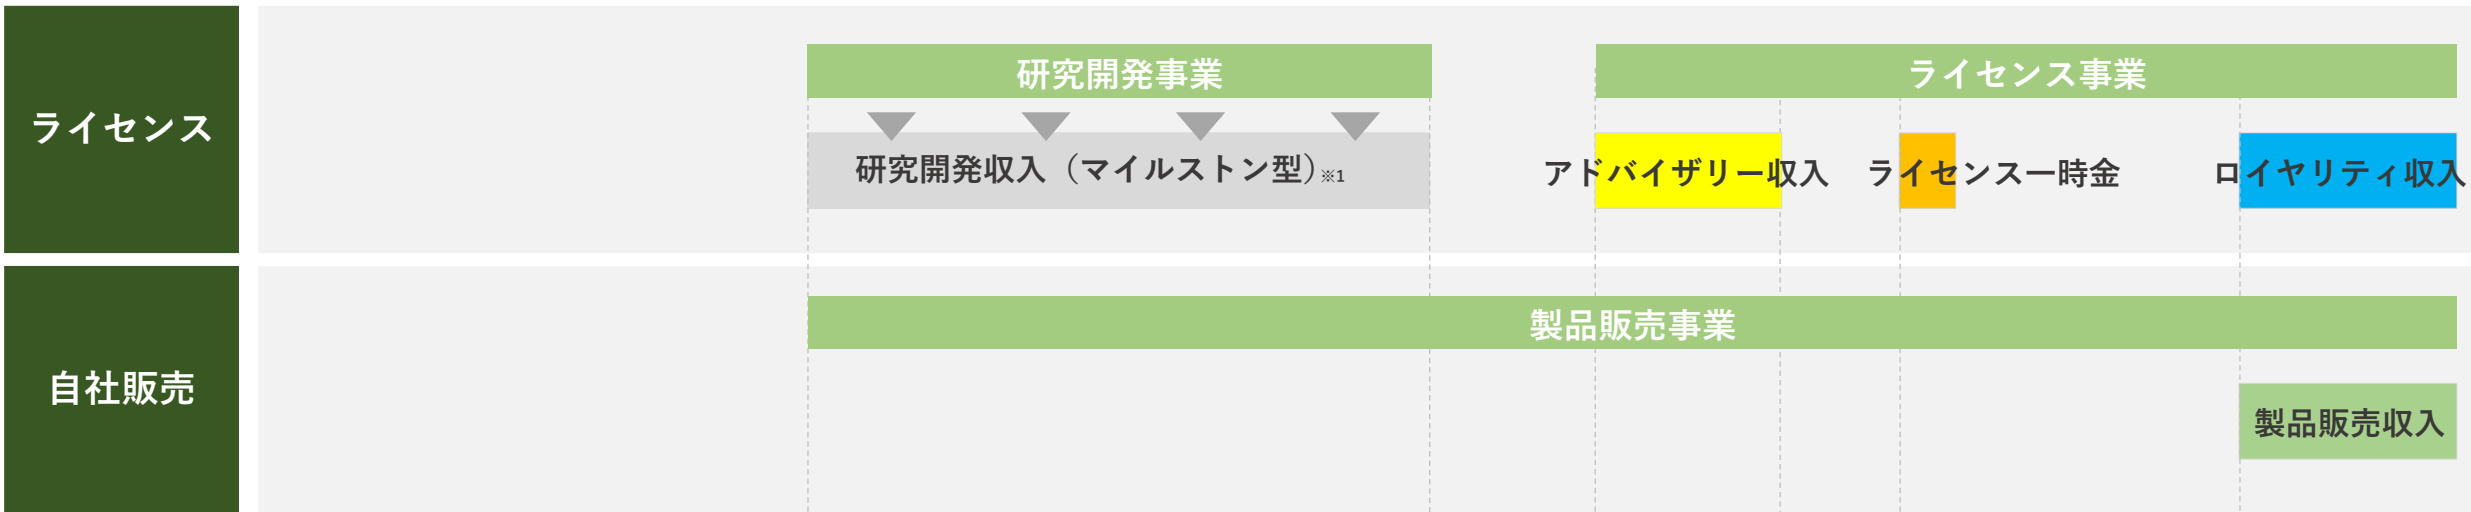 ライセンス
研究開発事業
ライセンス事業
研究開発収入（マイルストン型）※1
アドバイザリー収入
ライセンス一時金
ロイヤリティ収入
自社販売
製品販売事業
製品販売収入